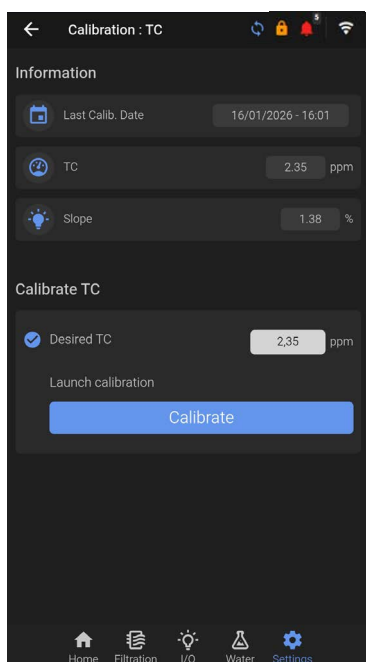 Calibration : TC
5
Information
Last Calib. Date 16/01/2026 - 16:01
TC 2.35 ppm
Slope 1.38 %
Calibrate TC
Desired TC 2,35 ppm
Launch calibration
Calibrate
Home Filtration I/O Water Settings